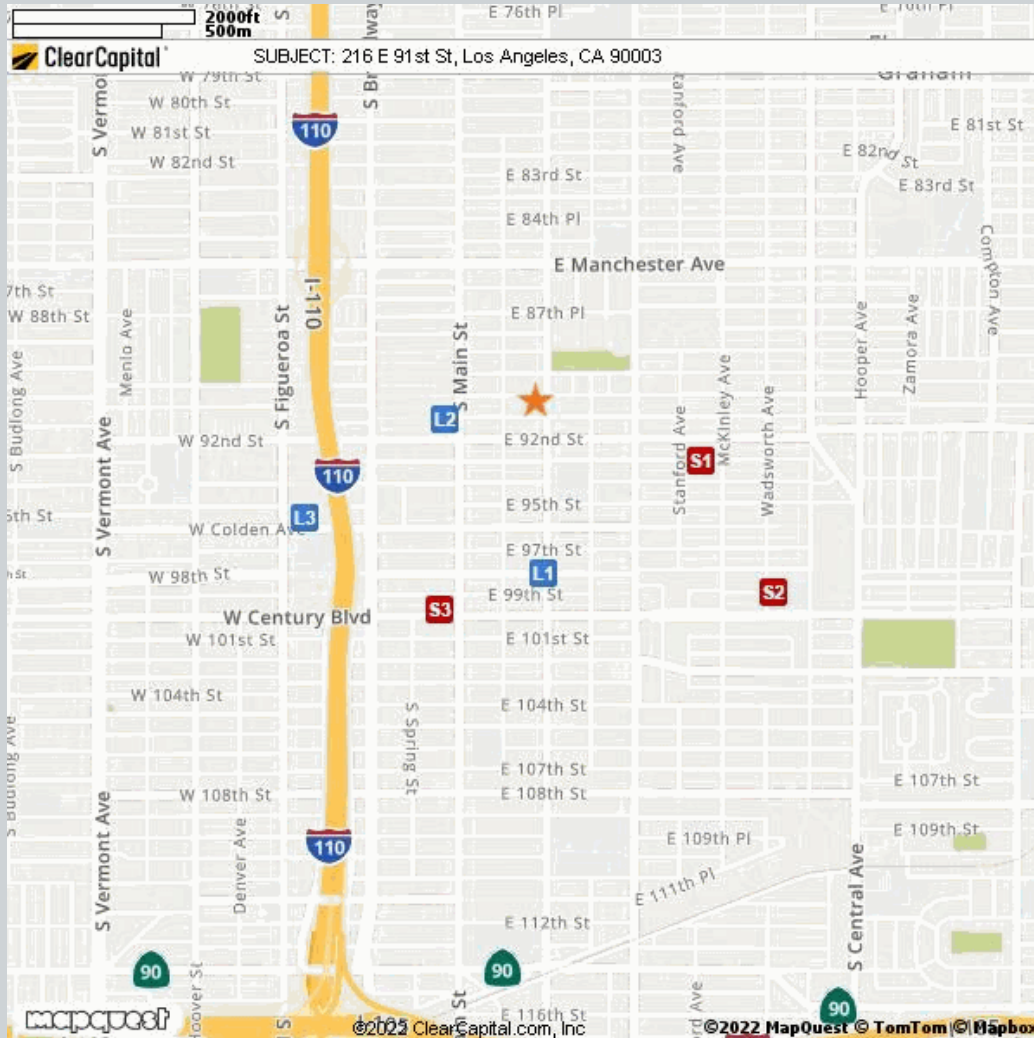 2000ft
500m
E 76th Pl
ClearCapital
SUBJECT: 216 E 91st St, Los Angeles, CA 90003
Graham
W 79th St
W 80th St
W 81st St
W 82nd St
110
E 81st St
E 82nd St
E 83rd St
E 83rd St
E 84th Pl
E Manchester Ave
Compton Ave
7th St
W 88th St
I-110
E 87th Pl
Menlo Ave
S Figueroa St
S Main St
Hooper Ave
Zamora Ave
S Budlong Ave
McKinley Ave
Wadsworth Ave
Stanford Ave
L2
W 92nd St
E 92nd St
S Vermont Ave
110
S1
L3
E 95th St
W Colden Ave
E 97th St
L1
W 98th St
E 99th St
S2
S3
W Century Blvd
W 101st St
E 101st St
W 104th St
E 104th St
S Spring St
S Budlong Ave
E 107th St
E 107th St
W 108th St
E 108th St
S Vermont Ave
Denver Ave
110
E 109th Pl
E 109th St
E 111th Pl
S Central Ave
E 112th St
90
90
90
E 116th St
mapquest
©2022 ClearCapital.com, Inc
©2022 MapQuest © TomTom © Mapbox